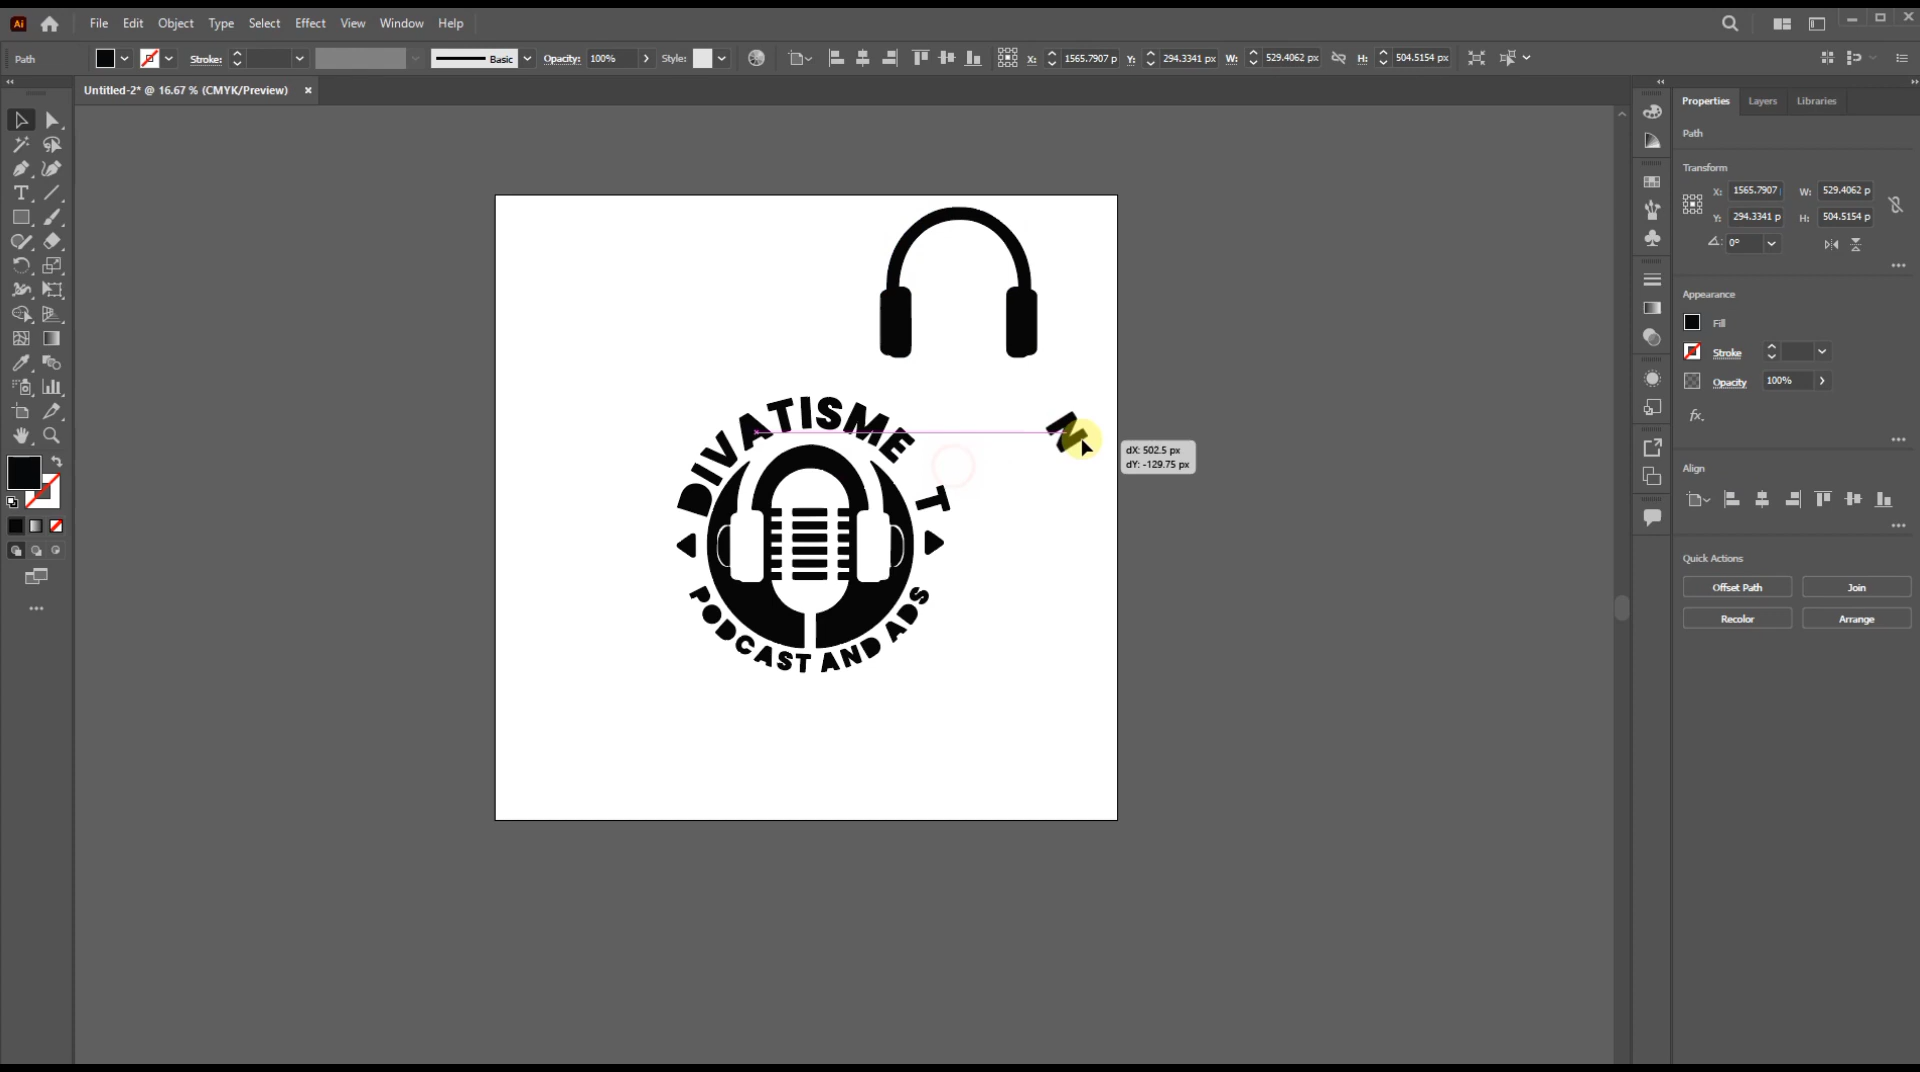 Ai File Edit Object Type Select Effect View Window Help
Path Stroke: Basic Opacity: 100% Style: X: 1565.7907 p Y: 294.3341 px W: 529.4062 px H: 504.5154 px
Untitled-2* @ 16.67 % (CMYK/Preview) ×
Properties Layers Libraries
Path
Transform
X: 1565.7907 W: 529.4062 p
Y: 294.3341 p H: 504.5154 p
0°
Appearance
Fill
Stroke
Opacity 100%
fx.
Align
Quick Actions
Offset Path Join
Recolor Arrange
DIVATISME T
N
dX: 502.5 px
dY: -129.75 px
PODCAST AND ADS